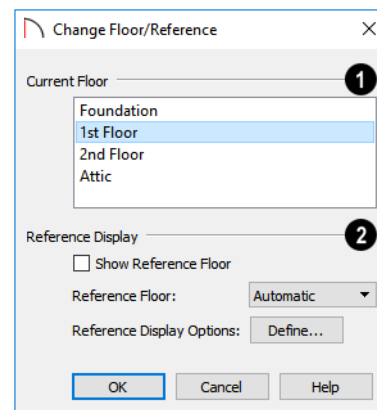 Change Floor/Reference
Current Floor 1
Foundation
1st Floor
2nd Floor
Attic
Reference Display 2
Show Reference Floor
Reference Floor: Automatic
Reference Display Options: Define...
OK Cancel Help